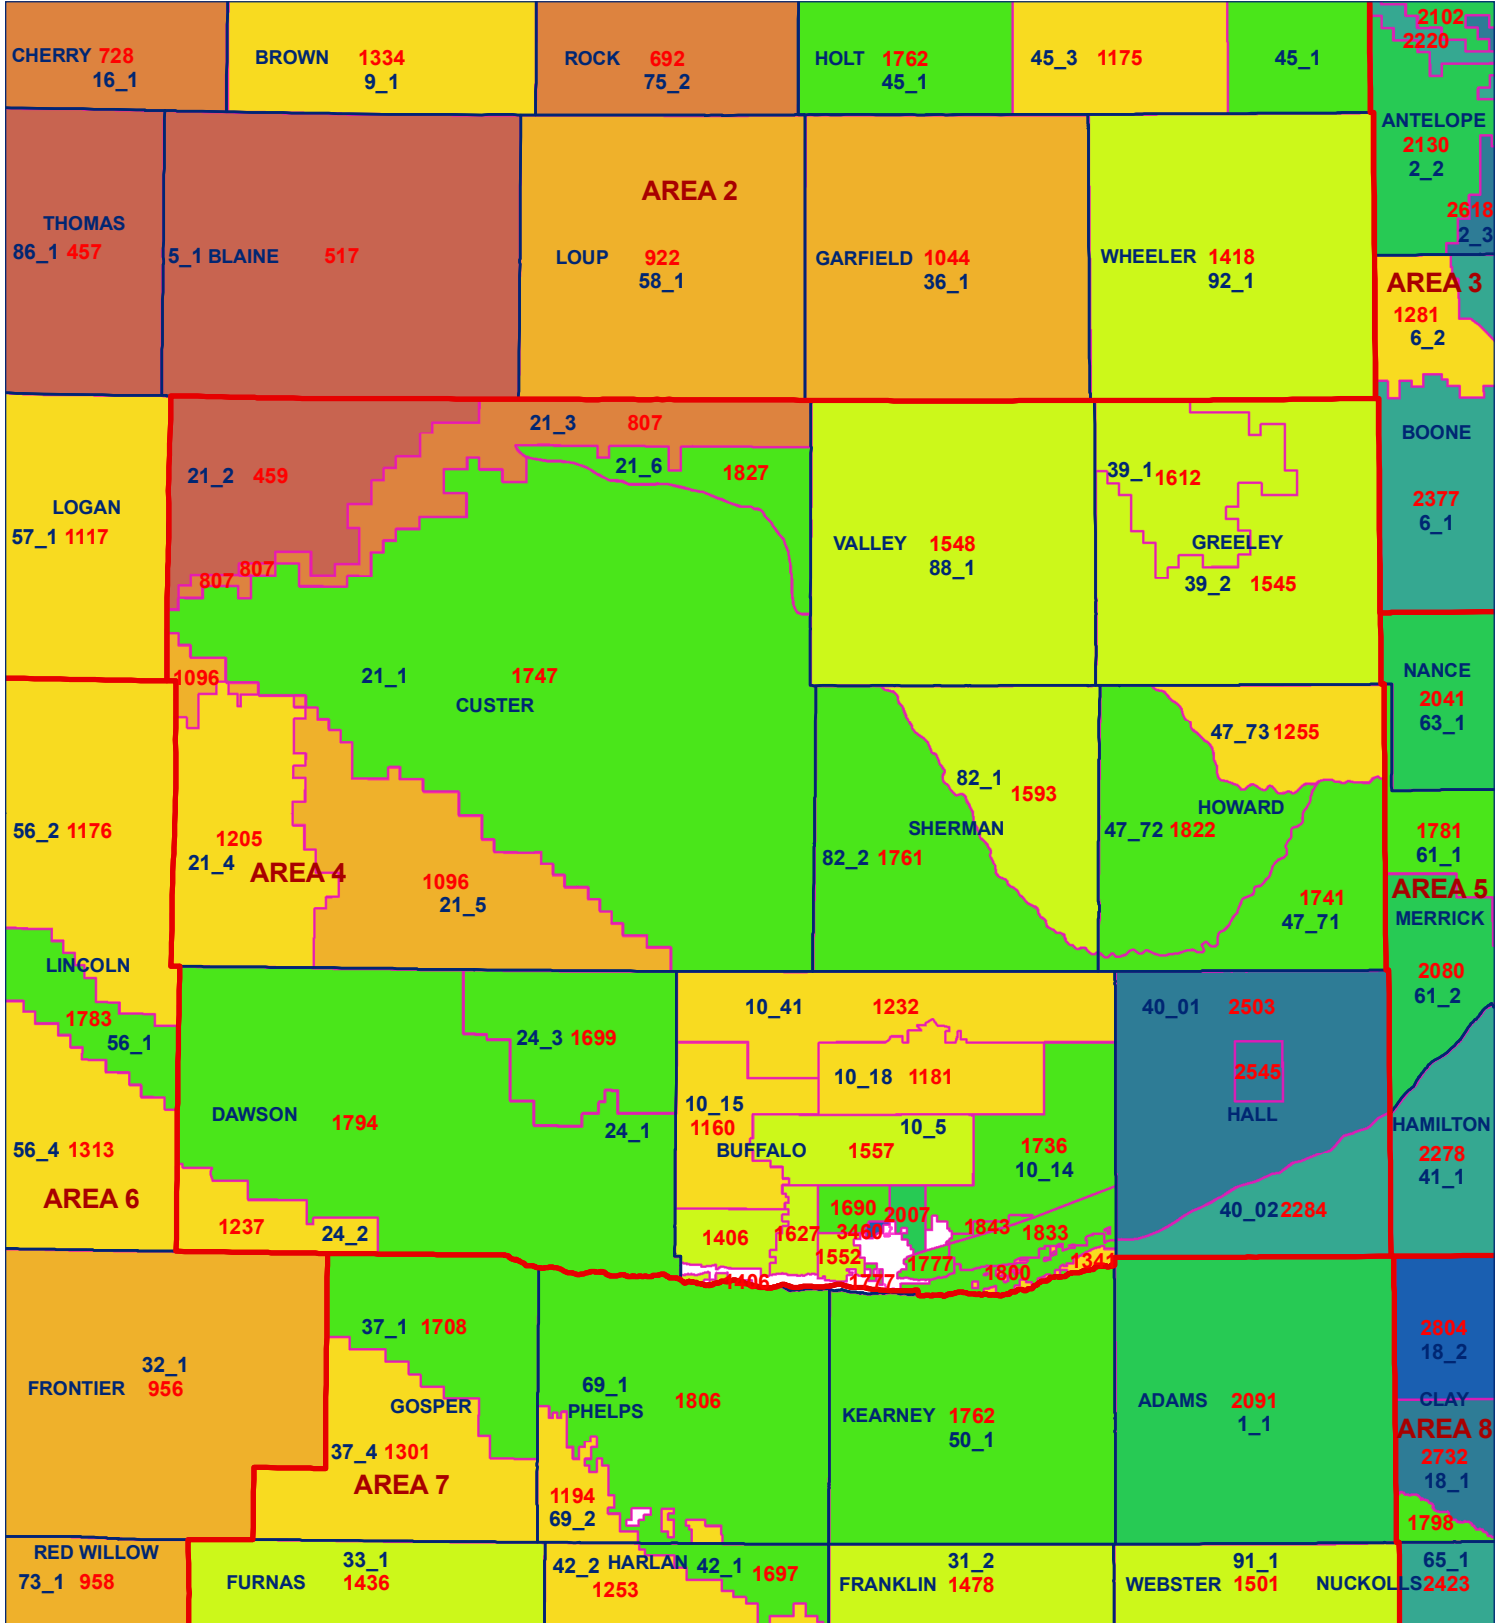 CHERRY 728
16_1
BROWN 1334
9_1
ROCK 692
75_2
HOLT 1762
45_1
45_3 1175
45_1
2102
2220
ANTELOPE
2130
2_2
2618
2_3
THOMAS
86_1 457
5_1 BLAINE 517
AREA 2
LOUP 922
58_1
GARFIELD 1044
36_1
WHEELER 1418
92_1
AREA 3
1281
6_2
BOONE
2377
6_1
LOGAN
57_1 1117
21_2 459
21_3 807
21_6 1827
807
807
VALLEY 1548
88_1
39_1 1612
GREELEY
39_2 1545
1096
21_1 1747
CUSTER
NANCE
2041
63_1
56_2 1176
1205
21_4
AREA 4
1096
21_5
82_1 1593
SHERMAN
82_2 1761
47_73 1255
HOWARD
47_72 1822
1741
47_71
1781
61_1
AREA 5
MERRICK
2080
61_2
LINCOLN
1783
56_1
56_4 1313
AREA 6
DAWSON 1794
24_3 1699
24_1
1237
24_2
10_41 1232
10_18 1181
10_15
1160
BUFFALO
10_5
1557
1736
10_14
1406
1627
1690
2007
3460
1552
1843
1833
1777
1777
1800
1341
1406
40_01 2503
2545
HALL
40_02 2284
HAMILTON
2278
41_1
32_1
FRONTIER 956
37_1 1708
GOSPER
37_4 1301
AREA 7
69_1
PHELPS
1806
1194
69_2
KEARNEY 1762
50_1
ADAMS 2091
1_1
2804
18_2
CLAY
AREA 8
2732
18_1
1798
RED WILLOW
73_1 958
33_1
FURNAS 1436
42_2 HARLAN 42_1
1253
1697
31_2
FRANKLIN 1478
91_1
WEBSTER 1501
65_1
NUCKOLLS 2423